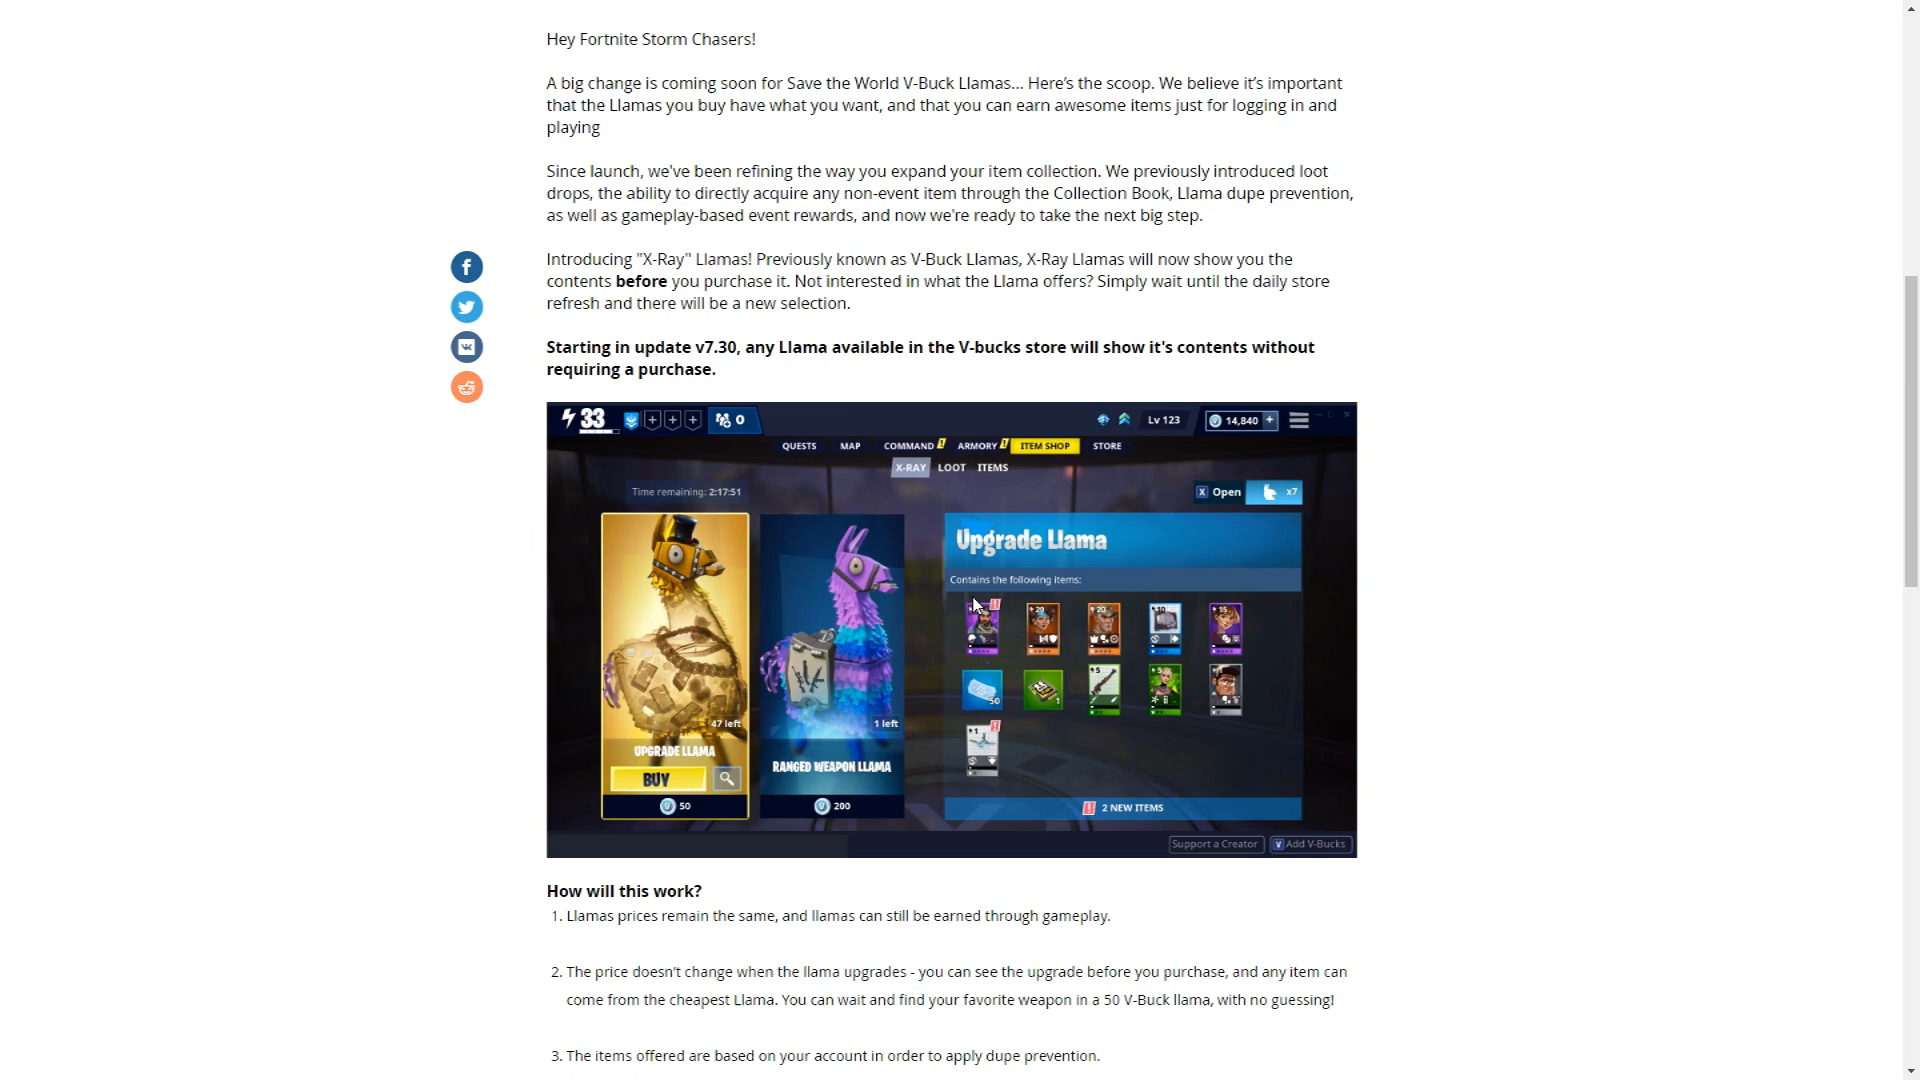 Hey Fortnite Storm Chasers!
A big change is coming soon for Save the World V-Buck Llamas... Here's the scoop. We believe it's important
that the Llamas you buy have what you want, and that you can earn awesome items just for logging in and
playing
Since launch, we've been refining the way you expand your item collection. We previously introduced loot
drops, the ability to directly acquire any non-event item through the Collection Book, Llama dupe prevention,
as well as gameplay-based event rewards, and now we're ready to take the next big step.
Introducing "X-Ray" Llamas! Previously known as V-Buck Llamas, X-Ray Llamas will now show you the
contents before you purchase it. Not interested in what the Llama offers? Simply wait until the daily store
refresh and there will be a new selection.
Starting in update v7.30, any Llama available in the V-bucks store will show it's contents without
requiring a purchase.
33 0 Lv 123 14,840 +
QUESTS MAP COMMAND ARMORY ITEM SHOP STORE
X-RAY LOOT ITEMS
Time remaining: 2:17:51
X Open x7
Upgrade Llama
Contains the following items:
20 20 10 15
50 1 5 5
1
47 left
1 left
UPGRADE LLAMA
RANGED WEAPON LLAMA
BUY
50
200
2 NEW ITEMS
Support a Creator V Add V-Bucks
How will this work?
1. Llamas prices remain the same, and llamas can still be earned through gameplay.
2. The price doesn't change when the llama upgrades - you can see the upgrade before you purchase, and any item can
come from the cheapest Llama. You can wait and find your favorite weapon in a 50 V-Buck llama, with no guessing!
3. The items offered are based on your account in order to apply dupe prevention.